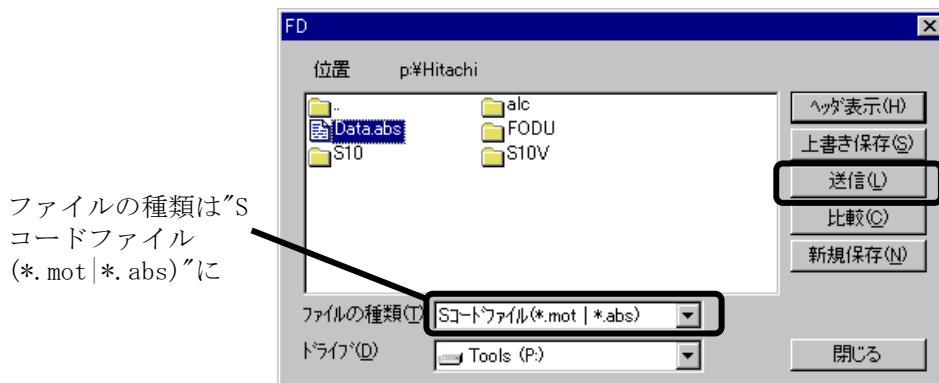 FD
位置 p:¥Hitachi
..
Data.abs
S10
alc
FODU
S10V
ﾍｯﾀﾞ表示(H)
上書き保存(S)
送信(L)
比較(C)
新規保存(N)
ファイルの種類は"S
コードファイル
(*.mot|*.abs)"に
ﾌｧｲﾙの種類(T) Sｺｰﾄﾞﾌｧｲﾙ(*.mot | *.abs)
ﾄﾞﾗｲﾌﾞ(D) Tools (P:)
閉じる